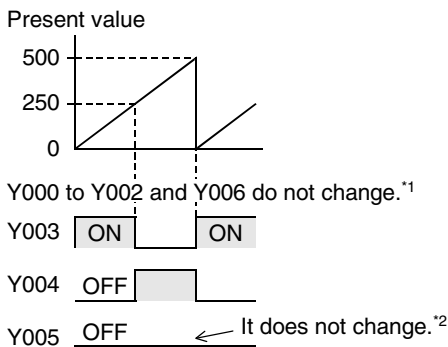 Present value
500
250
0
Y000 to Y002 and Y006 do not change.*1
Y003 ON ON
Y004 OFF
Y005 OFF It does not change.*2